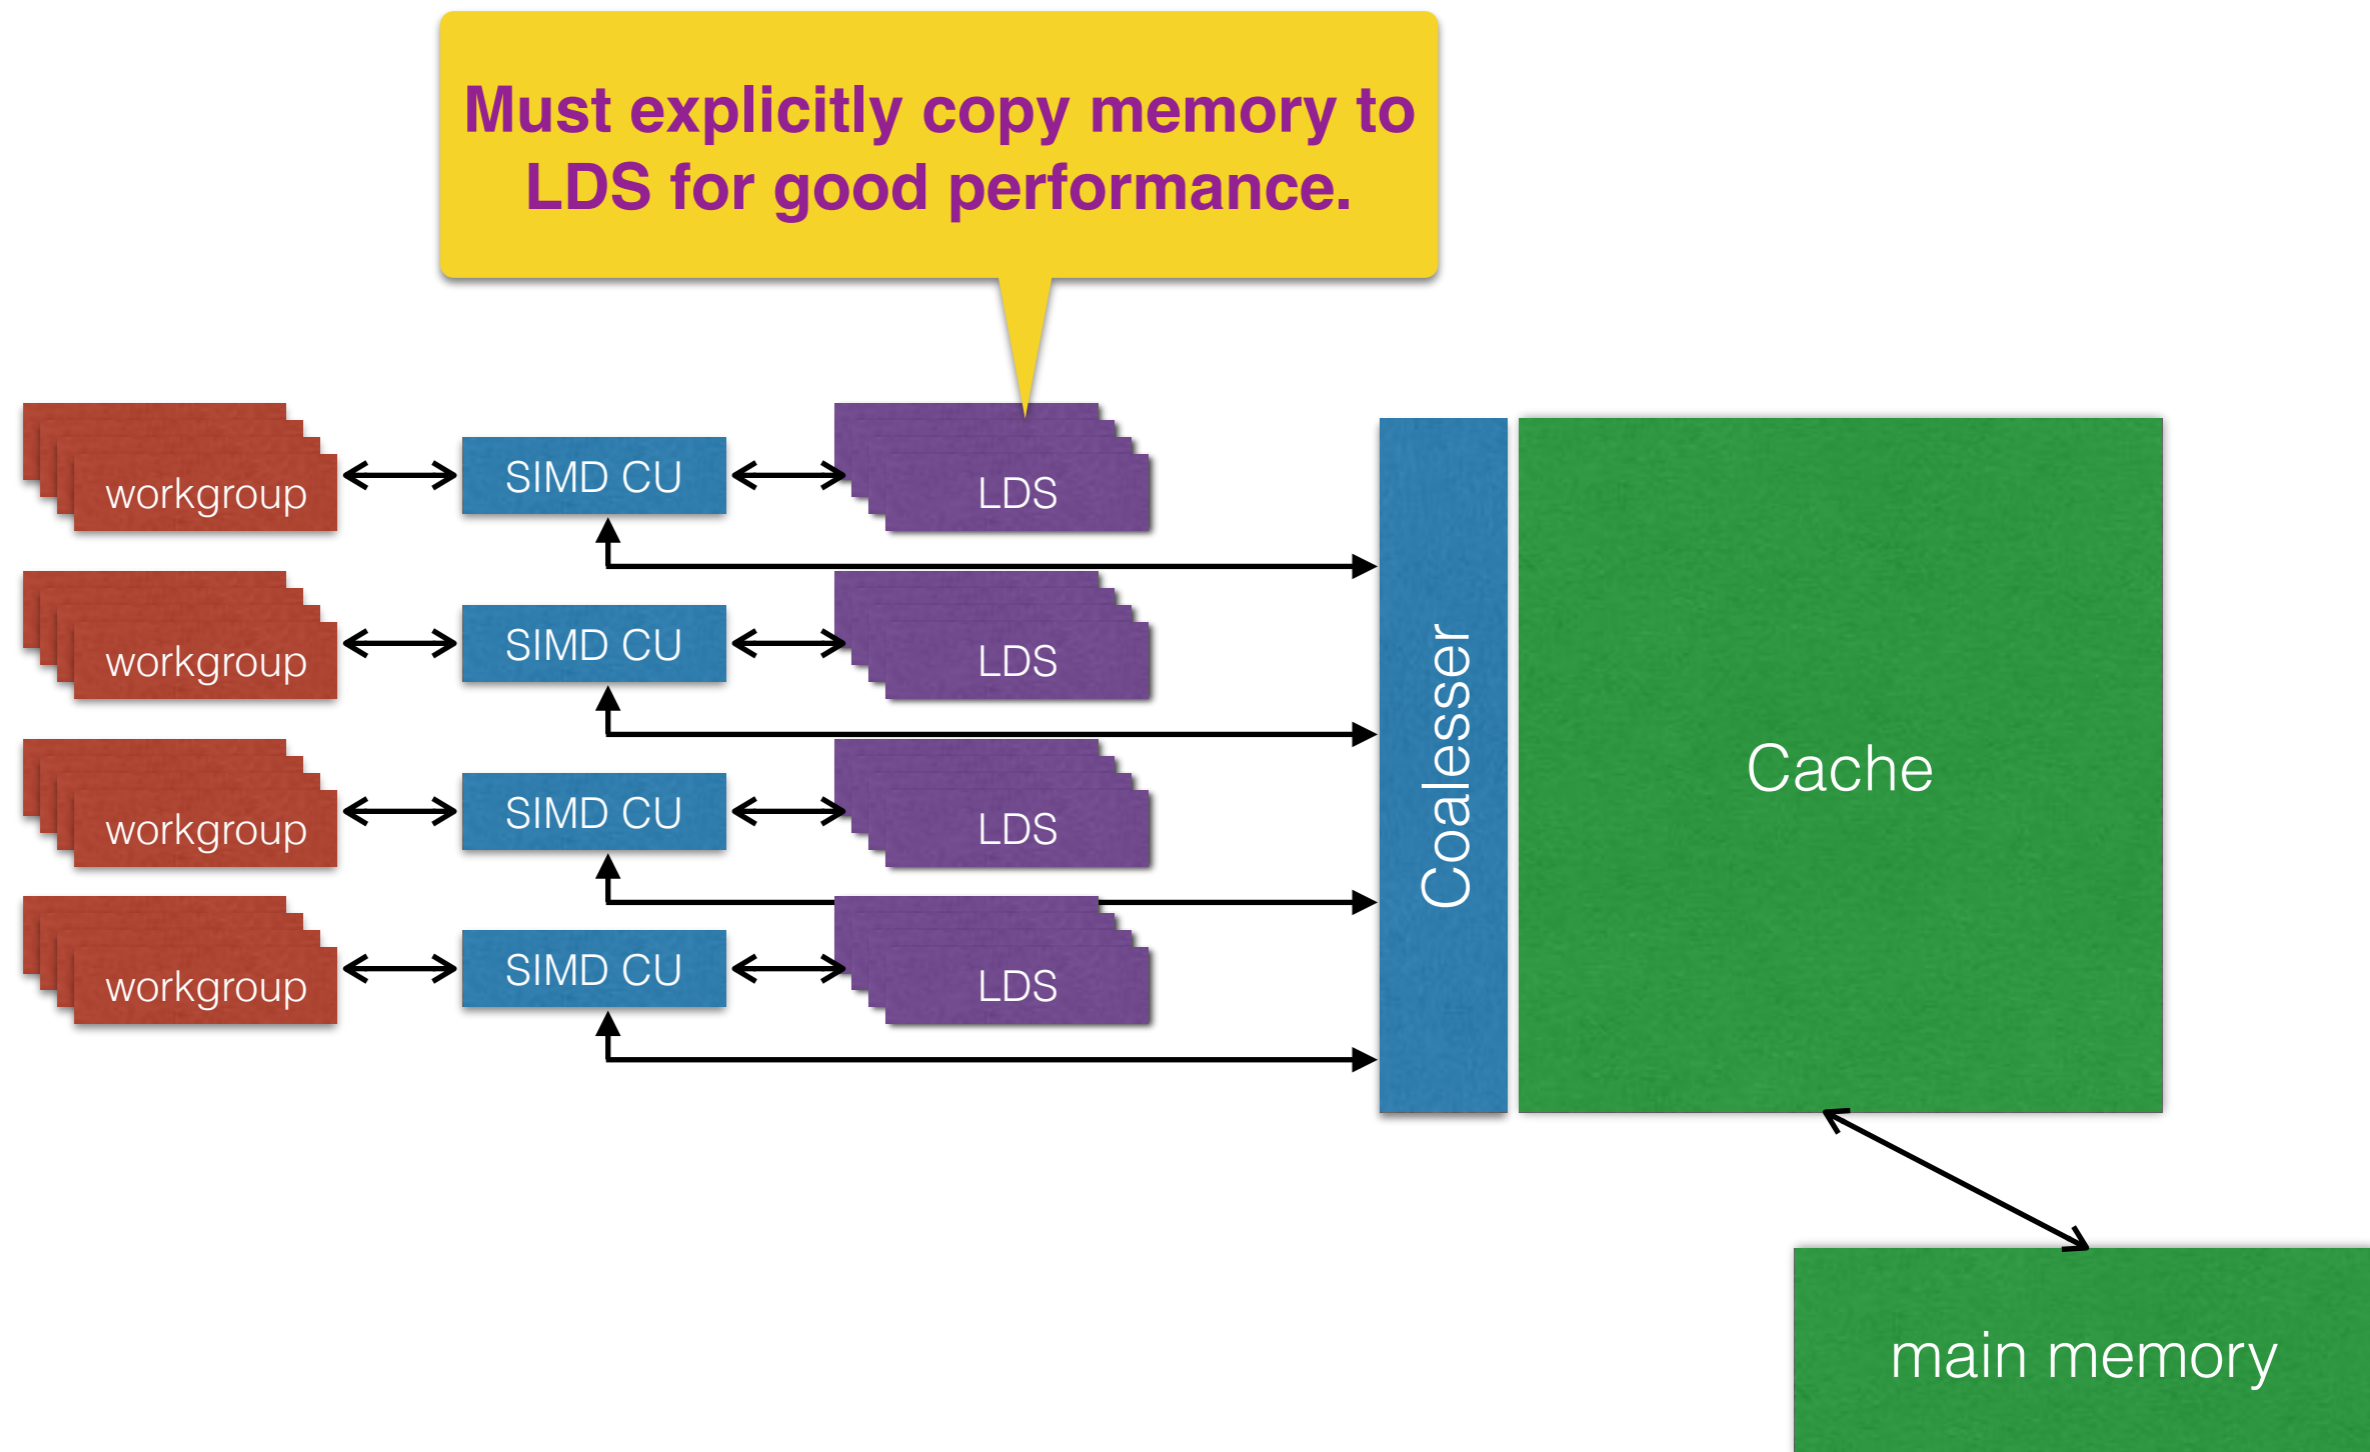 Must explicitly copy memory to
LDS for good performance.
workgroup
SIMD CU
LDS
workgroup
SIMD CU
LDS
workgroup
SIMD CU
LDS
workgroup
SIMD CU
LDS
Coalesser
Cache
main memory